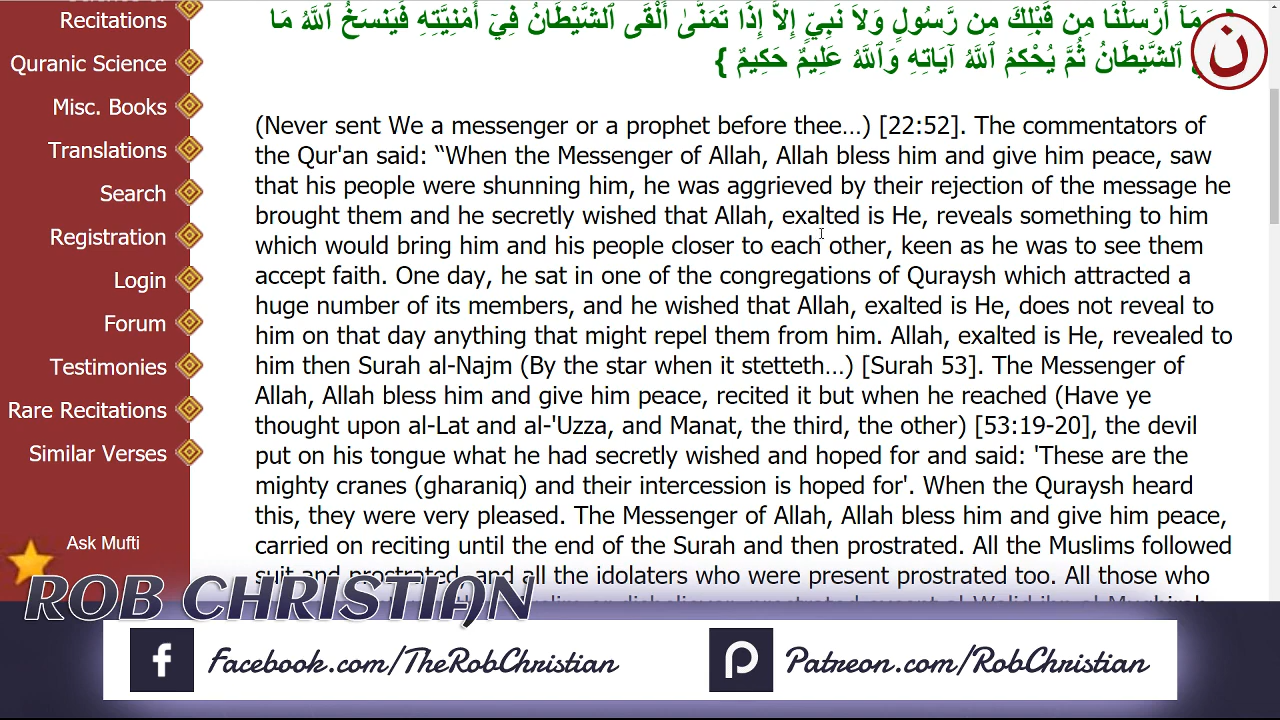 Recitations
Quranic Science
Misc. Books
Translations
Search
Registration
Login
Forum
Testimonies
Rare Recitations
Similar Verses
Ask Mufti
وَمَآ أَرْسَلْنَا مِن قَبْلِكَ مِن رَّسُولٍ وَلاَ نَبِيٍّ إِلاَّ إِذَا تَمَنَّىٰ أَلْقَى ٱلشَّيْطَانُ فِيۤ أُمْنِيَّتِهِ فَيَنسَخُ ٱللَّهُ مَا
ٱلشَّيْطَانُ ثُمَّ يُحْكِمُ ٱللَّهُ آيَاتِهِ وَٱللَّهُ عَلِيمٌ حَكِيمٌ }
ن
(Never sent We a messenger or a prophet before thee…) [22:52]. The commentators of
the Qur'an said: “When the Messenger of Allah, Allah bless him and give him peace, saw
that his people were shunning him, he was aggrieved by their rejection of the message he
brought them and he secretly wished that Allah, exalted is He, reveals something to him
which would bring him and his people closer to each other, keen as he was to see them
accept faith. One day, he sat in one of the congregations of Quraysh which attracted a
huge number of its members, and he wished that Allah, exalted is He, does not reveal to
him on that day anything that might repel them from him. Allah, exalted is He, revealed to
him then Surah al-Najm (By the star when it stetteth…) [Surah 53]. The Messenger of
Allah, Allah bless him and give him peace, recited it but when he reached (Have ye
thought upon al-Lat and al-'Uzza, and Manat, the third, the other) [53:19-20], the devil
put on his tongue what he had secretly wished and hoped for and said: 'These are the
mighty cranes (gharaniq) and their intercession is hoped for'. When the Quraysh heard
this, they were very pleased. The Messenger of Allah, Allah bless him and give him peace,
carried on reciting until the end of the Surah and then prostrated. All the Muslims followed
suit and prostrated, and all the idolaters who were present prostrated too. All those who
ROB CHRISTIAN
Facebook.com/TheRobChristian
Patreon.com/RobChristian